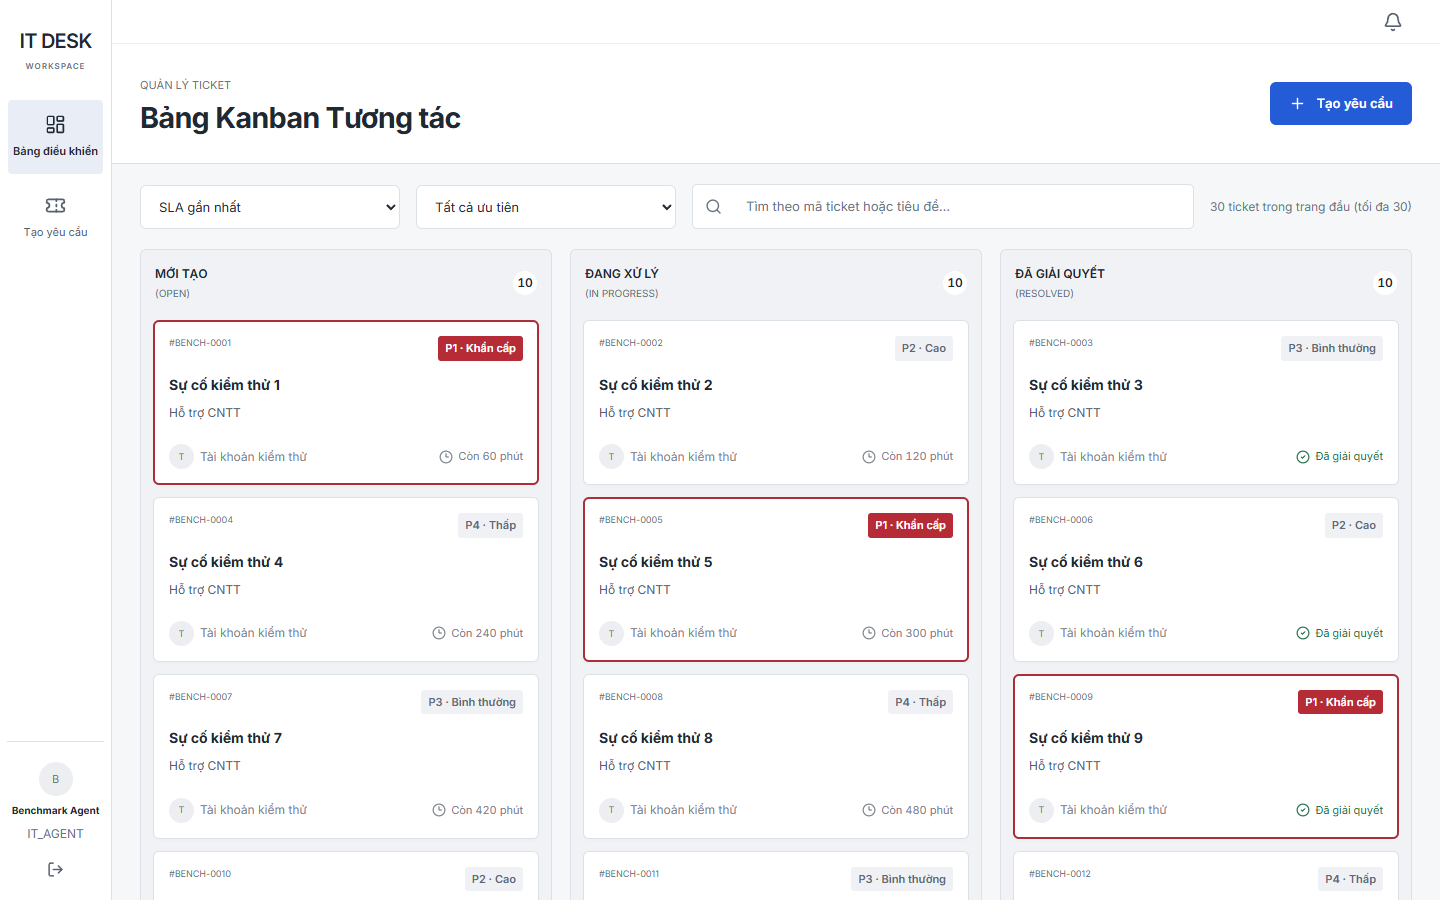 IT DESK
WORKSPACE
Bảng điều khiển
Tạo yêu cầu
B
Benchmark Agent
IT_AGENT
QUẢN LÝ TICKET
Bảng Kanban Tương tác
Tạo yêu cầu
SLA gần nhất
Tất cả ưu tiên
Tìm theo mã ticket hoặc tiêu đề...
30 ticket trong trang đầu (tối đa 30)
MỚI TẠO
(OPEN)
10
#BENCH-0001
P1 · Khẩn cấp
Sự cố kiểm thử 1
Hỗ trợ CNTT
T Tài khoản kiểm thử
Còn 60 phút
#BENCH-0004
P4 · Thấp
Sự cố kiểm thử 4
Hỗ trợ CNTT
T Tài khoản kiểm thử
Còn 240 phút
#BENCH-0007
P3 · Bình thường
Sự cố kiểm thử 7
Hỗ trợ CNTT
T Tài khoản kiểm thử
Còn 420 phút
#BENCH-0010
P2 · Cao
ĐANG XỬ LÝ
(IN PROGRESS)
10
#BENCH-0002
P2 · Cao
Sự cố kiểm thử 2
Hỗ trợ CNTT
T Tài khoản kiểm thử
Còn 120 phút
#BENCH-0005
P1 · Khẩn cấp
Sự cố kiểm thử 5
Hỗ trợ CNTT
T Tài khoản kiểm thử
Còn 300 phút
#BENCH-0008
P4 · Thấp
Sự cố kiểm thử 8
Hỗ trợ CNTT
T Tài khoản kiểm thử
Còn 480 phút
#BENCH-0011
P3 · Bình thường
ĐÃ GIẢI QUYẾT
(RESOLVED)
10
#BENCH-0003
P3 · Bình thường
Sự cố kiểm thử 3
Hỗ trợ CNTT
T Tài khoản kiểm thử
Đã giải quyết
#BENCH-0006
P2 · Cao
Sự cố kiểm thử 6
Hỗ trợ CNTT
T Tài khoản kiểm thử
Đã giải quyết
#BENCH-0009
P1 · Khẩn cấp
Sự cố kiểm thử 9
Hỗ trợ CNTT
T Tài khoản kiểm thử
Đã giải quyết
#BENCH-0012
P4 · Thấp